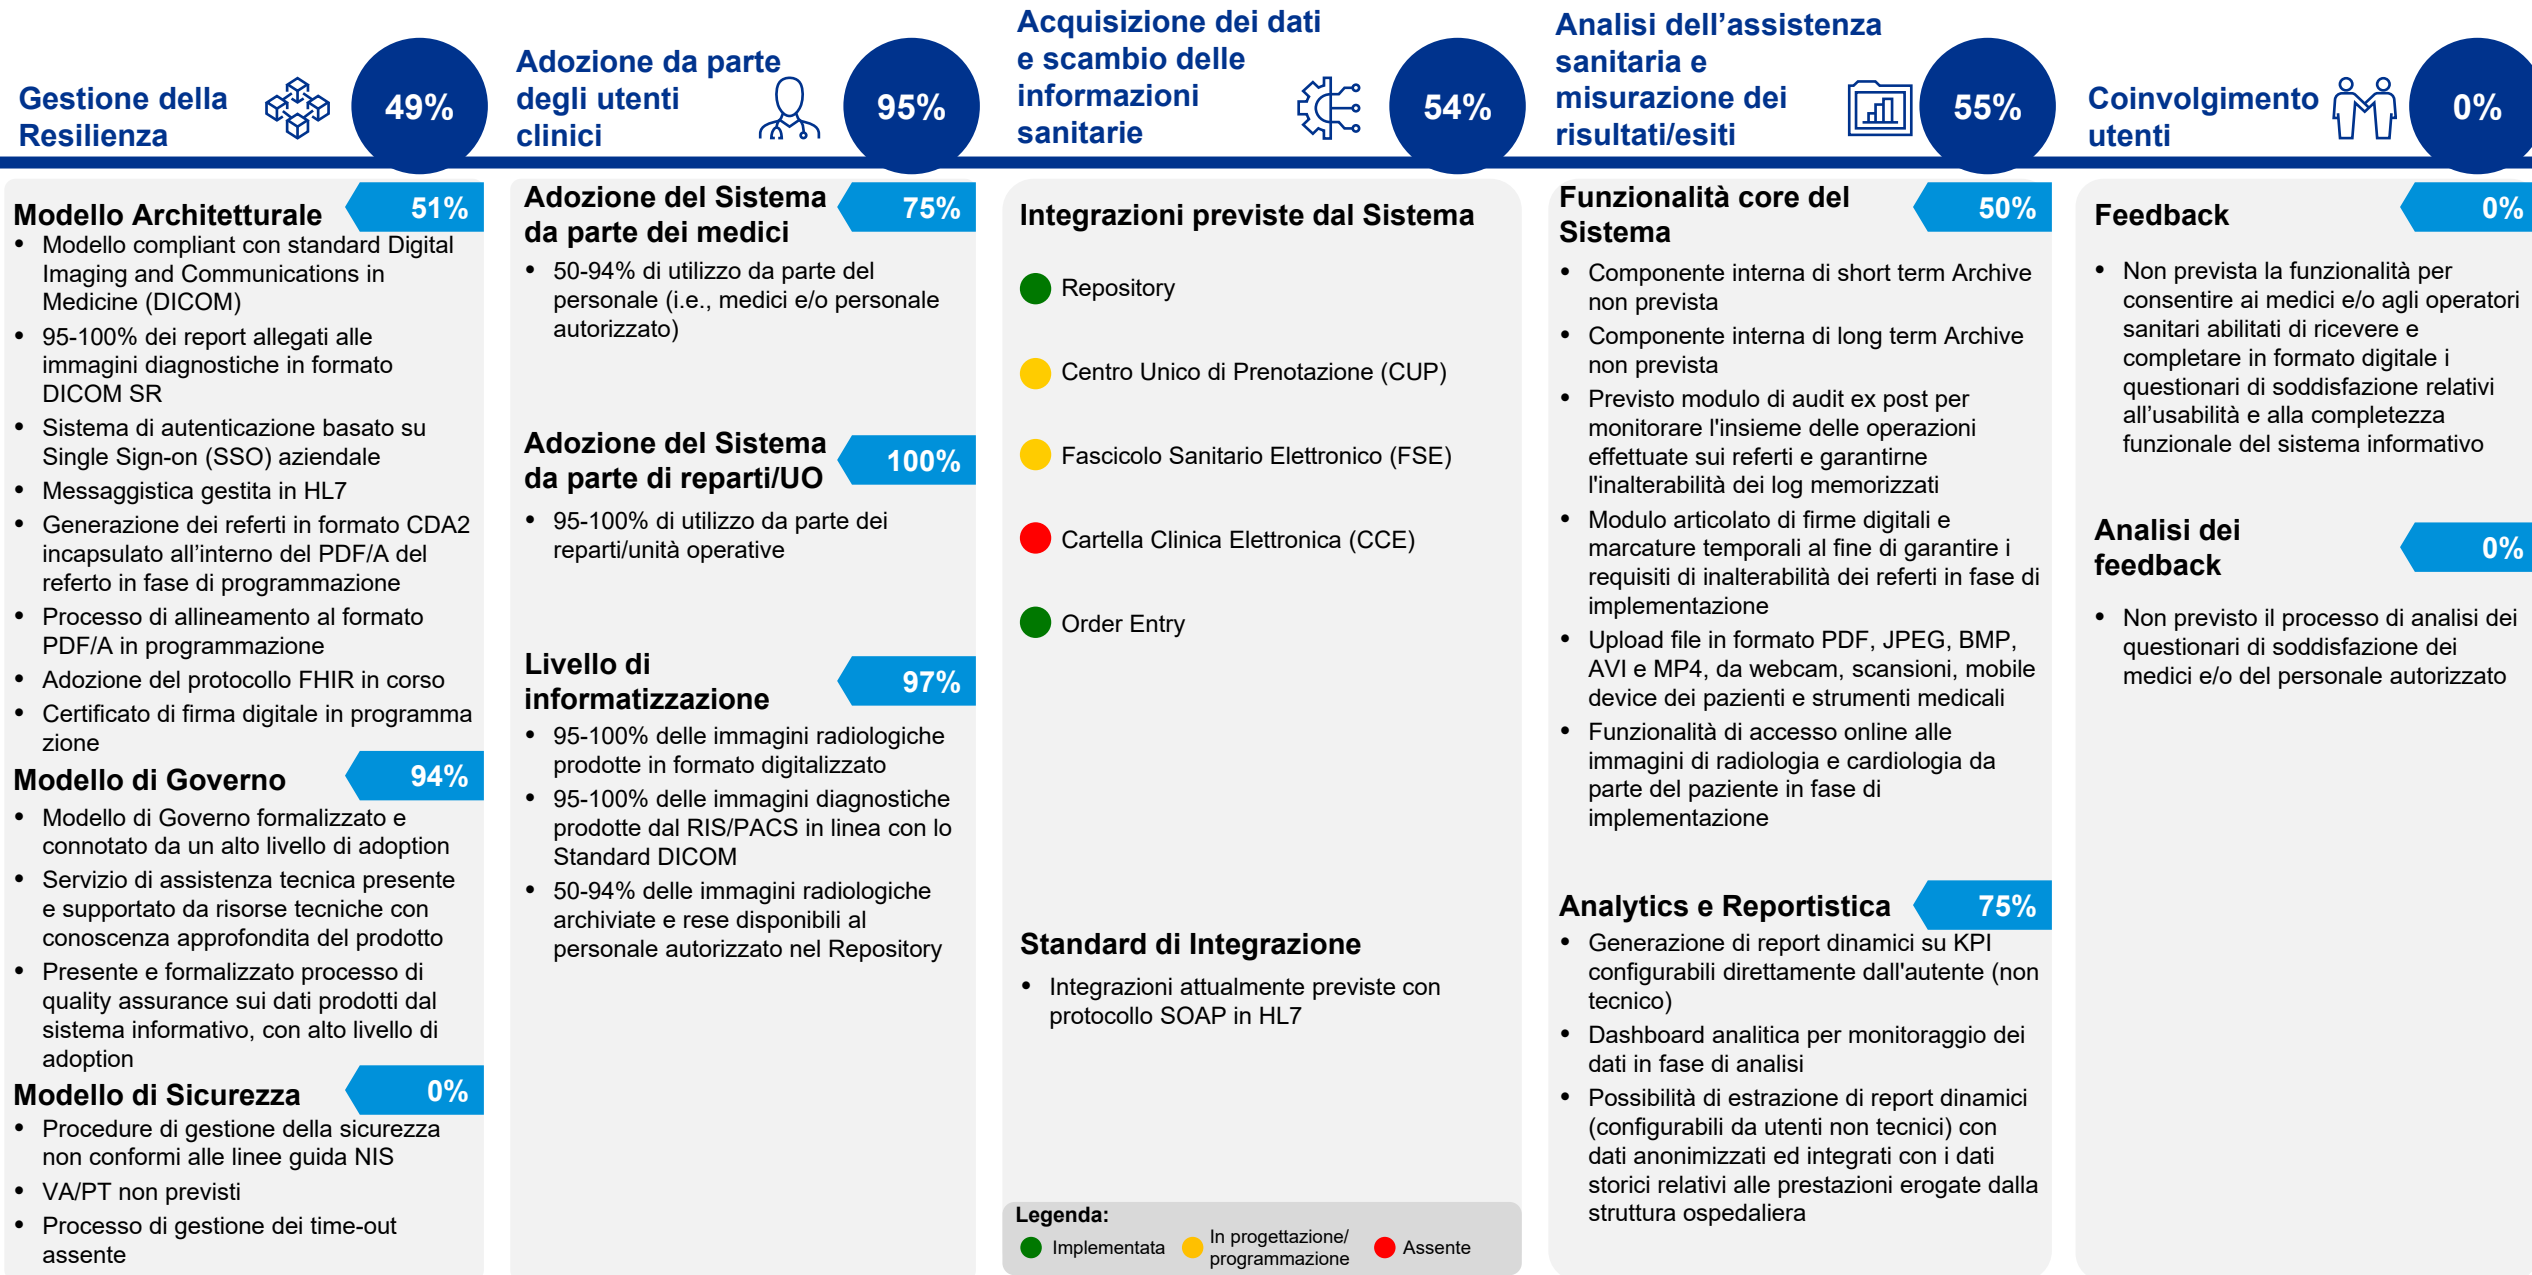 Gestione della
Resilienza
49%
Adozione da parte
degli utenti
clinici
95%
Acquisizione dei dati
e scambio delle
informazioni
sanitarie
54%
Analisi dell’assistenza
sanitaria e
misurazione dei
risultati/esiti
55%
Coinvolgimento
utenti
0%
Modello Architetturale
51%
• Modello compliant con standard Digital
Imaging and Communications in
Medicine (DICOM)
• 95-100% dei report allegati alle
immagini diagnostiche in formato
DICOM SR
• Sistema di autenticazione basato su
Single Sign-on (SSO) aziendale
• Messaggistica gestita in HL7
• Generazione dei referti in formato CDA2
incapsulato all’interno del PDF/A del
referto in fase di programmazione
• Processo di allineamento al formato
PDF/A in programmazione
• Adozione del protocollo FHIR in corso
• Certificato di firma digitale in programma
zione
Modello di Governo
94%
• Modello di Governo formalizzato e
connotato da un alto livello di adoption
• Servizio di assistenza tecnica presente
e supportato da risorse tecniche con
conoscenza approfondita del prodotto
• Presente e formalizzato processo di
quality assurance sui dati prodotti dal
sistema informativo, con alto livello di
adoption
Modello di Sicurezza
0%
• Procedure di gestione della sicurezza
non conformi alle linee guida NIS
• VA/PT non previsti
• Processo di gestione dei time-out
assente
Adozione del Sistema
da parte dei medici
75%
• 50-94% di utilizzo da parte del
personale (i.e., medici e/o personale
autorizzato)
Adozione del Sistema
da parte di reparti/UO
100%
• 95-100% di utilizzo da parte dei
reparti/unità operative
Livello di
informatizzazione
97%
• 95-100% delle immagini radiologiche
prodotte in formato digitalizzato
• 95-100% delle immagini diagnostiche
prodotte dal RIS/PACS in linea con lo
Standard DICOM
• 50-94% delle immagini radiologiche
archiviate e rese disponibili al
personale autorizzato nel Repository
Integrazioni previste dal Sistema
Repository
Centro Unico di Prenotazione (CUP)
Fascicolo Sanitario Elettronico (FSE)
Cartella Clinica Elettronica (CCE)
Order Entry
Standard di Integrazione
• Integrazioni attualmente previste con
protocollo SOAP in HL7
Legenda:
Implementata
In progettazione/
programmazione
Assente
Funzionalità core del
Sistema
50%
• Componente interna di short term Archive
non prevista
• Componente interna di long term Archive
non prevista
• Previsto modulo di audit ex post per
monitorare l'insieme delle operazioni
effettuate sui referti e garantirne
l'inalterabilità dei log memorizzati
• Modulo articolato di firme digitali e
marcature temporali al fine di garantire i
requisiti di inalterabilità dei referti in fase di
implementazione
• Upload file in formato PDF, JPEG, BMP,
AVI e MP4, da webcam, scansioni, mobile
device dei pazienti e strumenti medicali
• Funzionalità di accesso online alle
immagini di radiologia e cardiologia da
parte del paziente in fase di
implementazione
Analytics e Reportistica
75%
• Generazione di report dinamici su KPI
configurabili direttamente dall'autente (non
tecnico)
• Dashboard analitica per monitoraggio dei
dati in fase di analisi
• Possibilità di estrazione di report dinamici
(configurabili da utenti non tecnici) con
dati anonimizzati ed integrati con i dati
storici relativi alle prestazioni erogate dalla
struttura ospedaliera
Feedback
0%
• Non prevista la funzionalità per
consentire ai medici e/o agli operatori
sanitari abilitati di ricevere e
completare in formato digitale i
questionari di soddisfazione relativi
all’usabilità e alla completezza
funzionale del sistema informativo
Analisi dei
feedback
0%
• Non previsto il processo di analisi dei
questionari di soddisfazione dei
medici e/o del personale autorizzato